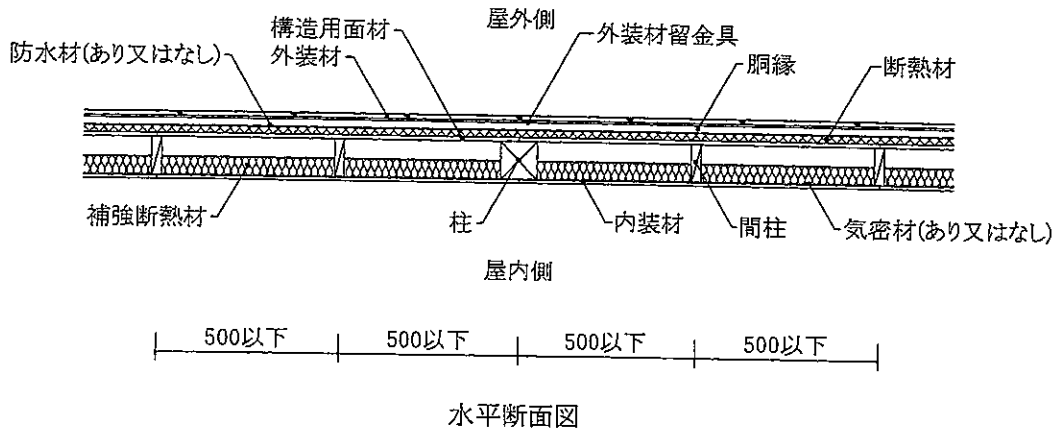 屋外側
構造用面材
外装材留金具
防水材(あり又はなし)
外装材
胴縁
断熱材
補強断熱材
柱
内装材
間柱
気密材(あり又はなし)
屋内側
500以下
500以下
500以下
500以下
水平断面図